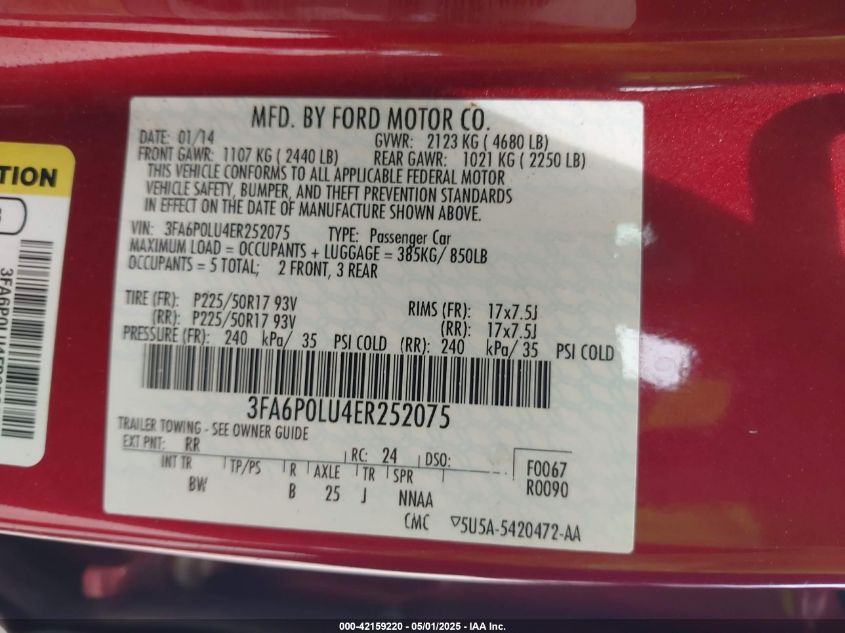 MFD. BY FORD MOTOR CO.
DATE: 01/14 GVWR: 2123 KG ( 4680 LB)
FRONT GAWR: 1107 KG ( 2440 LB) REAR GAWR: 1021 KG ( 2250 LB)
THIS VEHICLE CONFORMS TO ALL APPLICABLE FEDERAL MOTOR
VEHICLE SAFETY, BUMPER, AND THEFT PREVENTION STANDARDS
IN EFFECT ON THE DATE OF MANUFACTURE SHOWN ABOVE.
VIN: 3FA6P0LU4ER252075 TYPE: Passenger Car
MAXIMUM LOAD = OCCUPANTS + LUGGAGE = 385KG/ 850LB
OCCUPANTS = 5 TOTAL; 2 FRONT, 3 REAR
TIRE (FR): P225/50R17 93V RIMS (FR): 17x7.5J
(RR): P225/50R17 93V (RR): 17x7.5J
PRESSURE (FR): 240 kPa/ 35 PSI COLD (RR): 240 kPa/ 35 PSI COLD
3FA6P0LU4ER252075
TRAILER TOWING - SEE OWNER GUIDE
EXT PNT: RR RC: 24 DSO: F0067
INT TR TP/PS R AXLE TR SPR R0090
BW B 25 J NNAA
CMC 5U5A-5420472-AA
TION
000-42159220 - 05/01/2025 - IAA Inc.